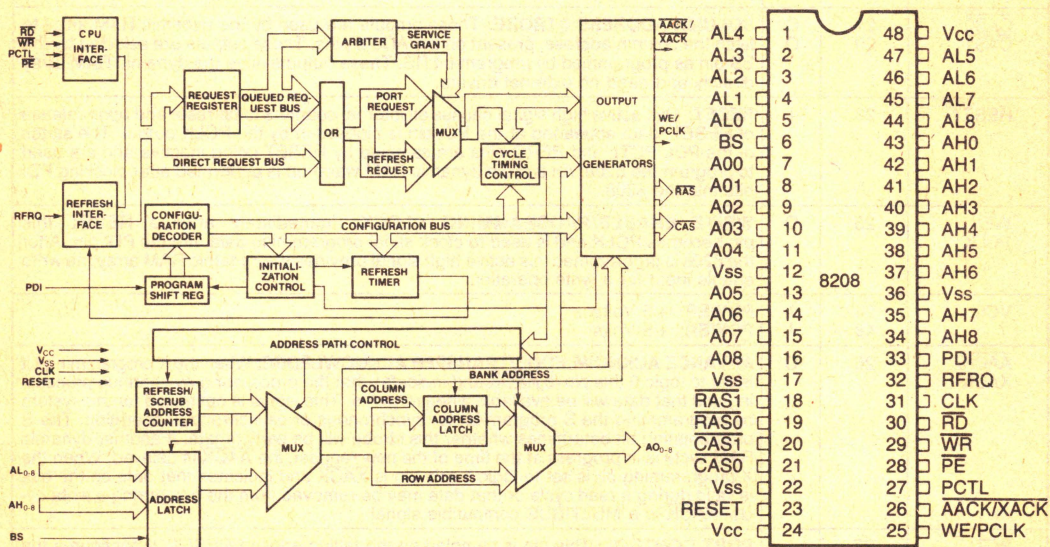 RD
WR
PCTL
PE
CPU
INTER-
FACE
REQUEST
REGISTER
QUEUED REQ-
UEST BUS
DIRECT REQUEST BUS
ARBITER
SERVICE
GRANT
OR
PORT
REQUEST
REFRESH
REQUEST
MUX
CYCLE
TIMING
CONTROL
OUTPUT
GENERATORS
AACK/
XACK
WE/
PCLK
RAS
CAS
RFRQ
REFRESH
INTER-
FACE
CONFIGU-
RATION
DECODER
CONFIGURATION BUS
PDI
PROGRAM
SHIFT REG
INITIALI-
ZATION
CONTROL
REFRESH
TIMER
VCC
VSS
CLK
RESET
ADDRESS PATH CONTROL
BANK ADDRESS
REFRESH/
SCRUB
ADDRESS
COUNTER
MUX
COLUMN
ADDRESS
COLUMN
ADDRESS
LATCH
MUX
ROW ADDRESS
AO0-8
AL0-8
AH0-8
BS
ADDRESS
LATCH
AL4 1 48 Vcc
AL3 2 47 AL5
AL2 3 46 AL6
AL1 4 45 AL7
AL0 5 44 AL8
BS 6 43 AH0
A00 7 42 AH1
A01 8 41 AH2
A02 9 40 AH3
A03 10 39 AH4
A04 11 38 AH5
Vss 12 37 AH6
8208
A05 13 36 Vss
A06 14 35 AH7
A07 15 34 AH8
A08 16 33 PDI
Vss 17 32 RFRQ
RAS1 18 31 CLK
RAS0 19 30 RD
CAS1 20 29 WR
CAS0 21 28 PE
Vss 22 27 PCTL
RESET 23 26 AACK/XACK
Vcc 24 25 WE/PCLK